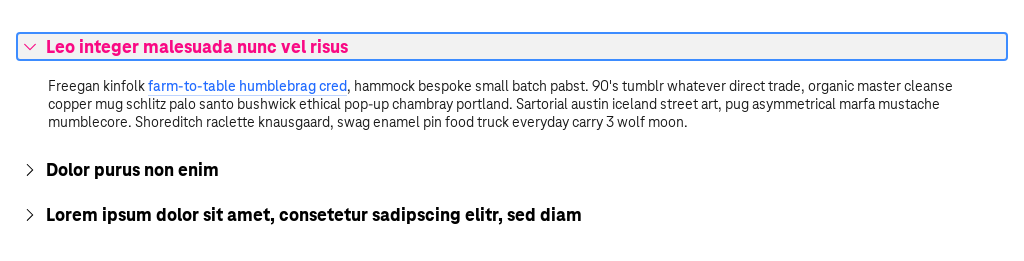 Leo integer malesuada nunc vel risus
Freegan kinfolk farm-to-table humblebrag cred, hammock bespoke small batch pabst. 90's tumblr whatever direct trade, organic master cleanse
copper mug schlitz palo santo bushwick ethical pop-up chambray portland. Sartorial austin iceland street art, pug asymmetrical marfa mustache
mumblecore. Shoreditch raclette knausgaard, swag enamel pin food truck everyday carry 3 wolf moon.
Dolor purus non enim
Lorem ipsum dolor sit amet, consetetur sadipscing elitr, sed diam